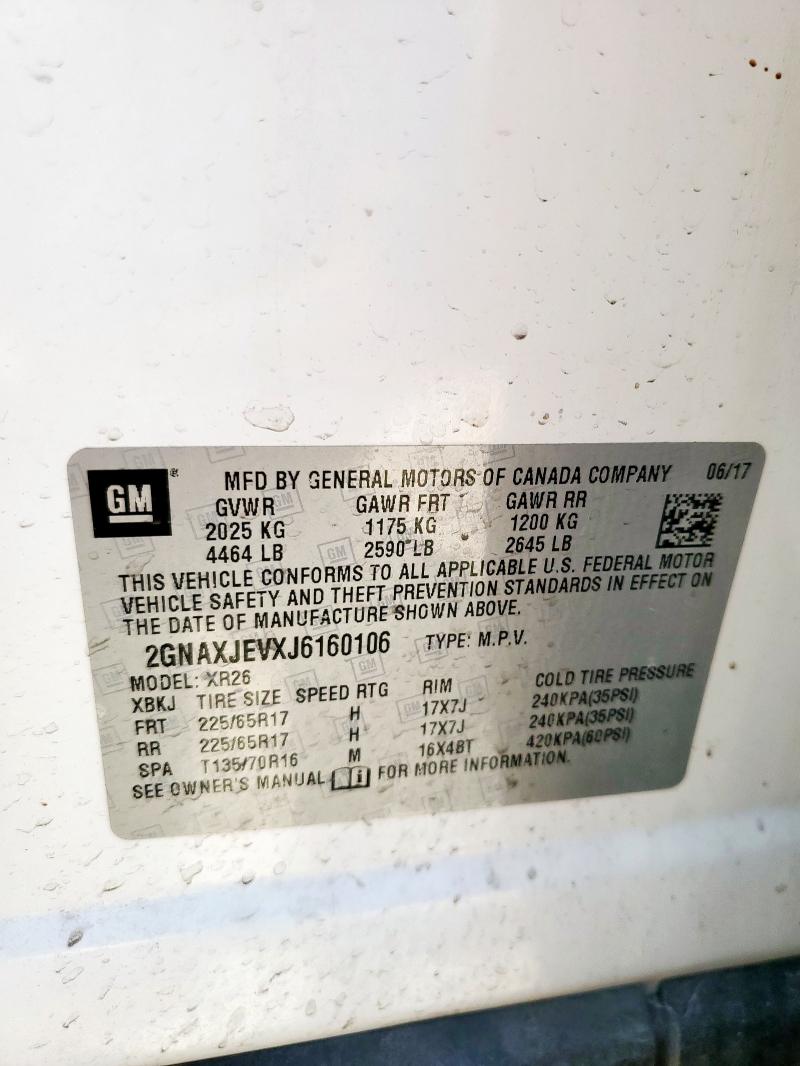 GM ® MFD BY GENERAL MOTORS OF CANADA COMPANY 06/17
GVWR GAWR FRT GAWR RR
2025 KG 1175 KG 1200 KG
4464 LB 2590 LB 2645 LB
THIS VEHICLE CONFORMS TO ALL APPLICABLE U.S. FEDERAL MOTOR
VEHICLE SAFETY AND THEFT PREVENTION STANDARDS IN EFFECT ON
THE DATE OF MANUFACTURE SHOWN ABOVE.
2GNAXJEVXJ6160106 TYPE: M.P.V.
MODEL: XR26
XBKJ TIRE SIZE SPEED RTG RIM COLD TIRE PRESSURE
FRT 225/65R17 H 17X7J 240KPA(35PSI)
RR 225/65R17 H 17X7J 240KPA(35PSI)
SPA T135/70R16 M 16X4BT 420KPA(60PSI)
SEE OWNER'S MANUAL FOR MORE INFORMATION.